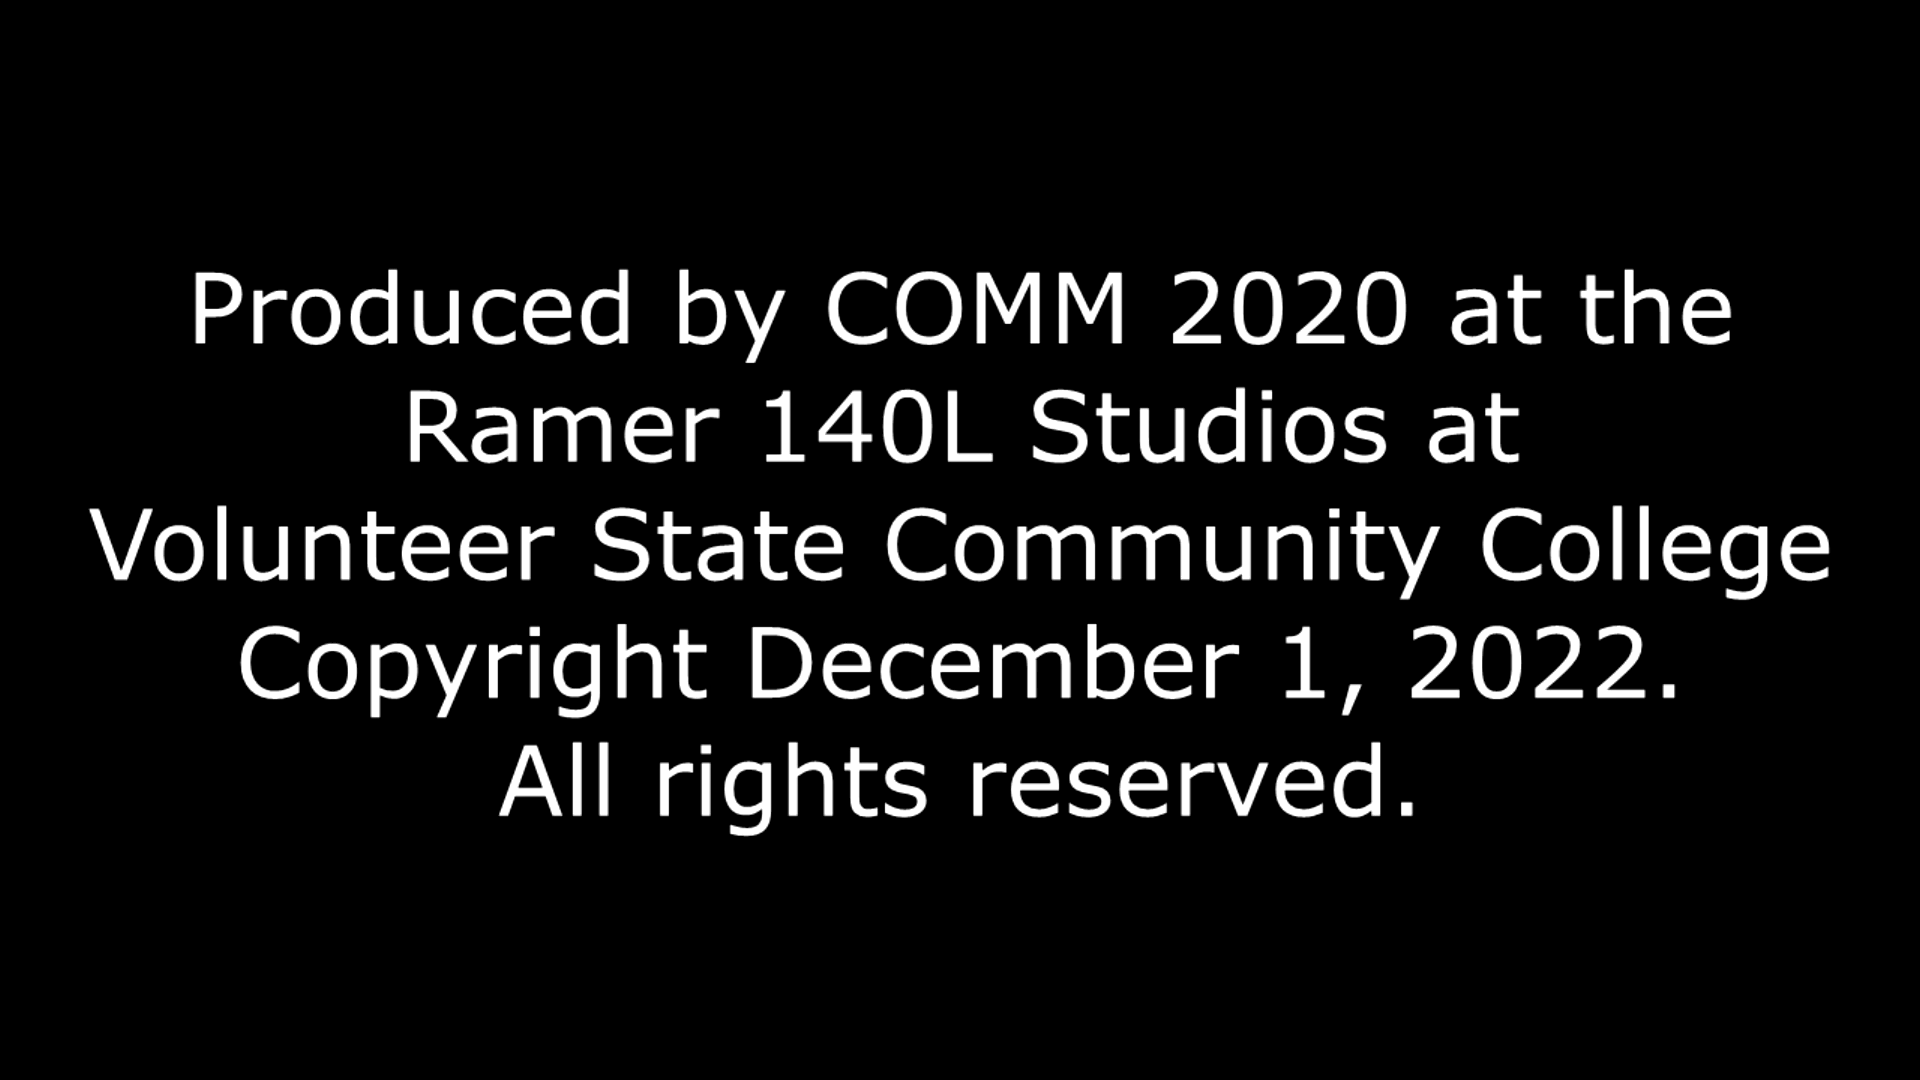 Produced by COMM 2020 at the
Ramer 140L Studios at
Volunteer State Community College
Copyright December 1, 2022.
All rights reserved.